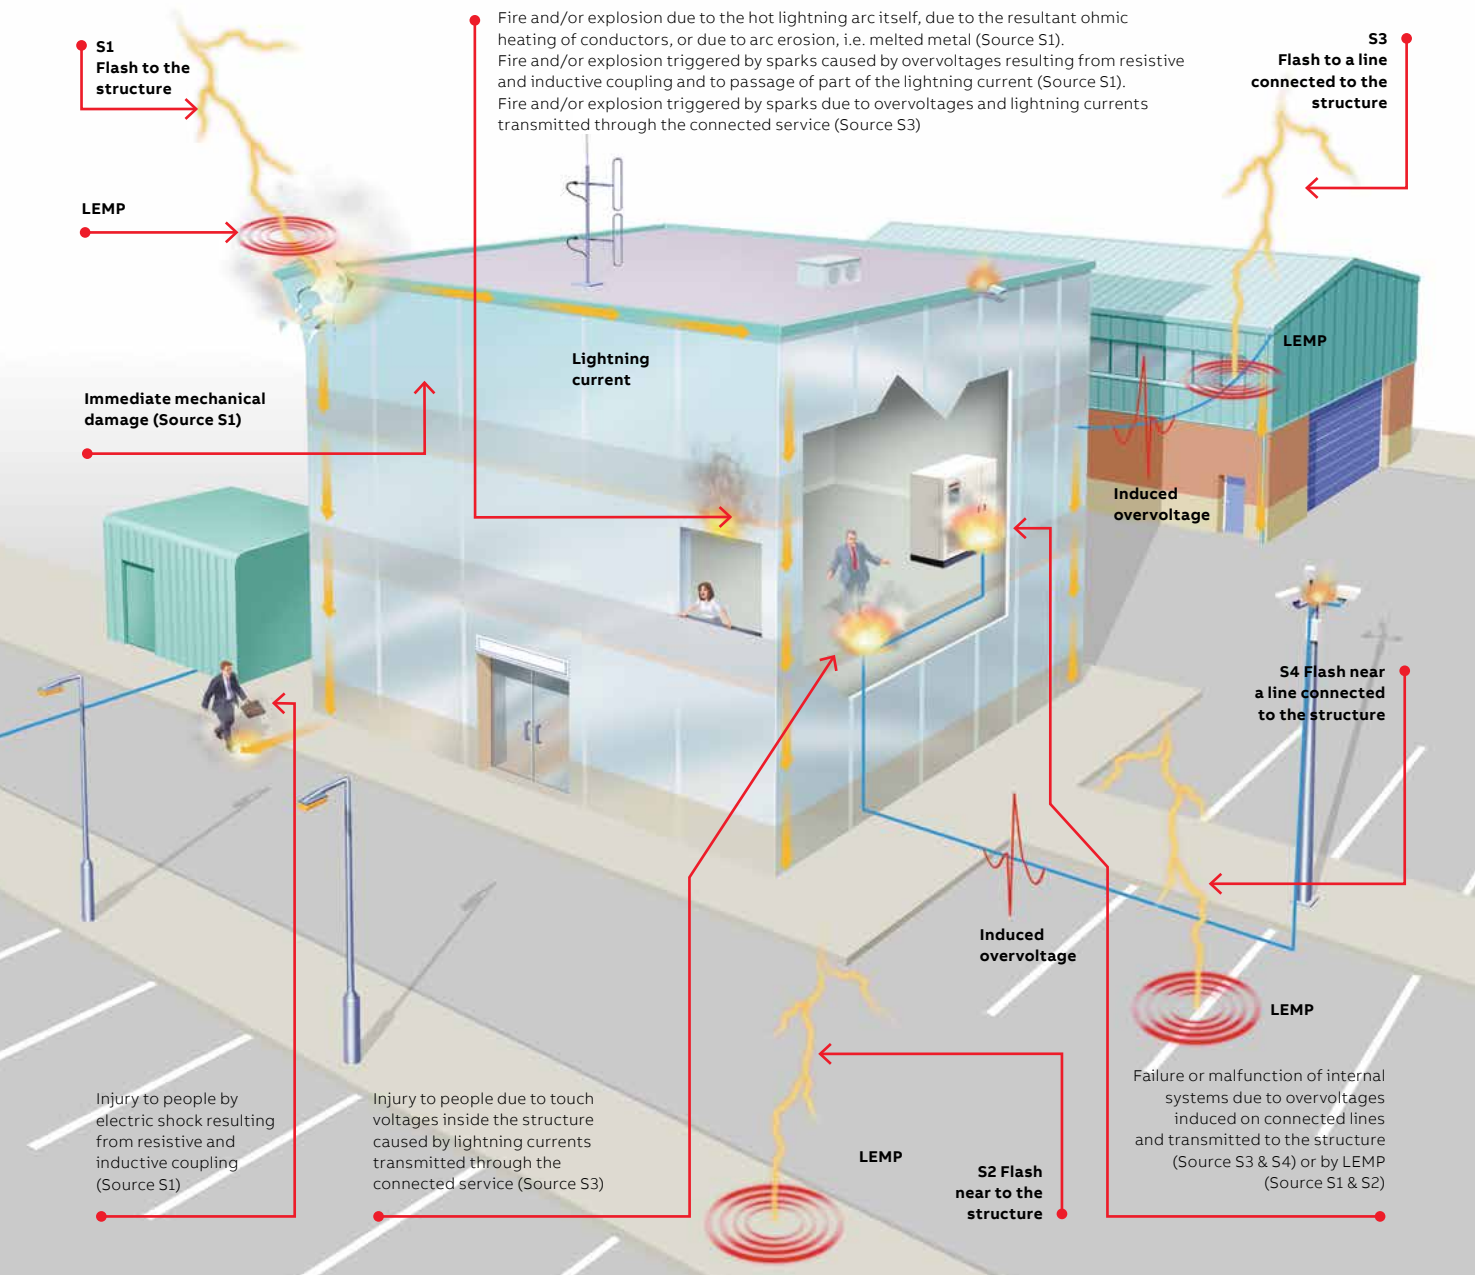 S1
Flash to the
structure
Fire and/or explosion due to the hot lightning arc itself, due to the resultant ohmic
heating of conductors, or due to arc erosion, i.e. melted metal (Source S1).
Fire and/or explosion triggered by sparks caused by overvoltages resulting from resistive
and inductive coupling and to passage of part of the lightning current (Source S1).
Fire and/or explosion triggered by sparks due to overvoltages and lightning currents
transmitted through the connected service (Source S3)
S3
Flash to a line
connected to the
structure
LEMP
LEMP
Lightning
current
Immediate mechanical
damage (Source S1)
Induced
overvoltage
S4 Flash near
a line connected
to the structure
Induced
overvoltage
LEMP
Injury to people by
electric shock resulting
from resistive and
inductive coupling
(Source S1)
Injury to people due to touch
voltages inside the structure
caused by lightning currents
transmitted through the
connected service (Source S3)
LEMP
S2 Flash
near to the
structure
Failure or malfunction of internal
systems due to overvoltages
induced on connected lines
and transmitted to the structure
(Source S3 & S4) or by LEMP
(Source S1 & S2)